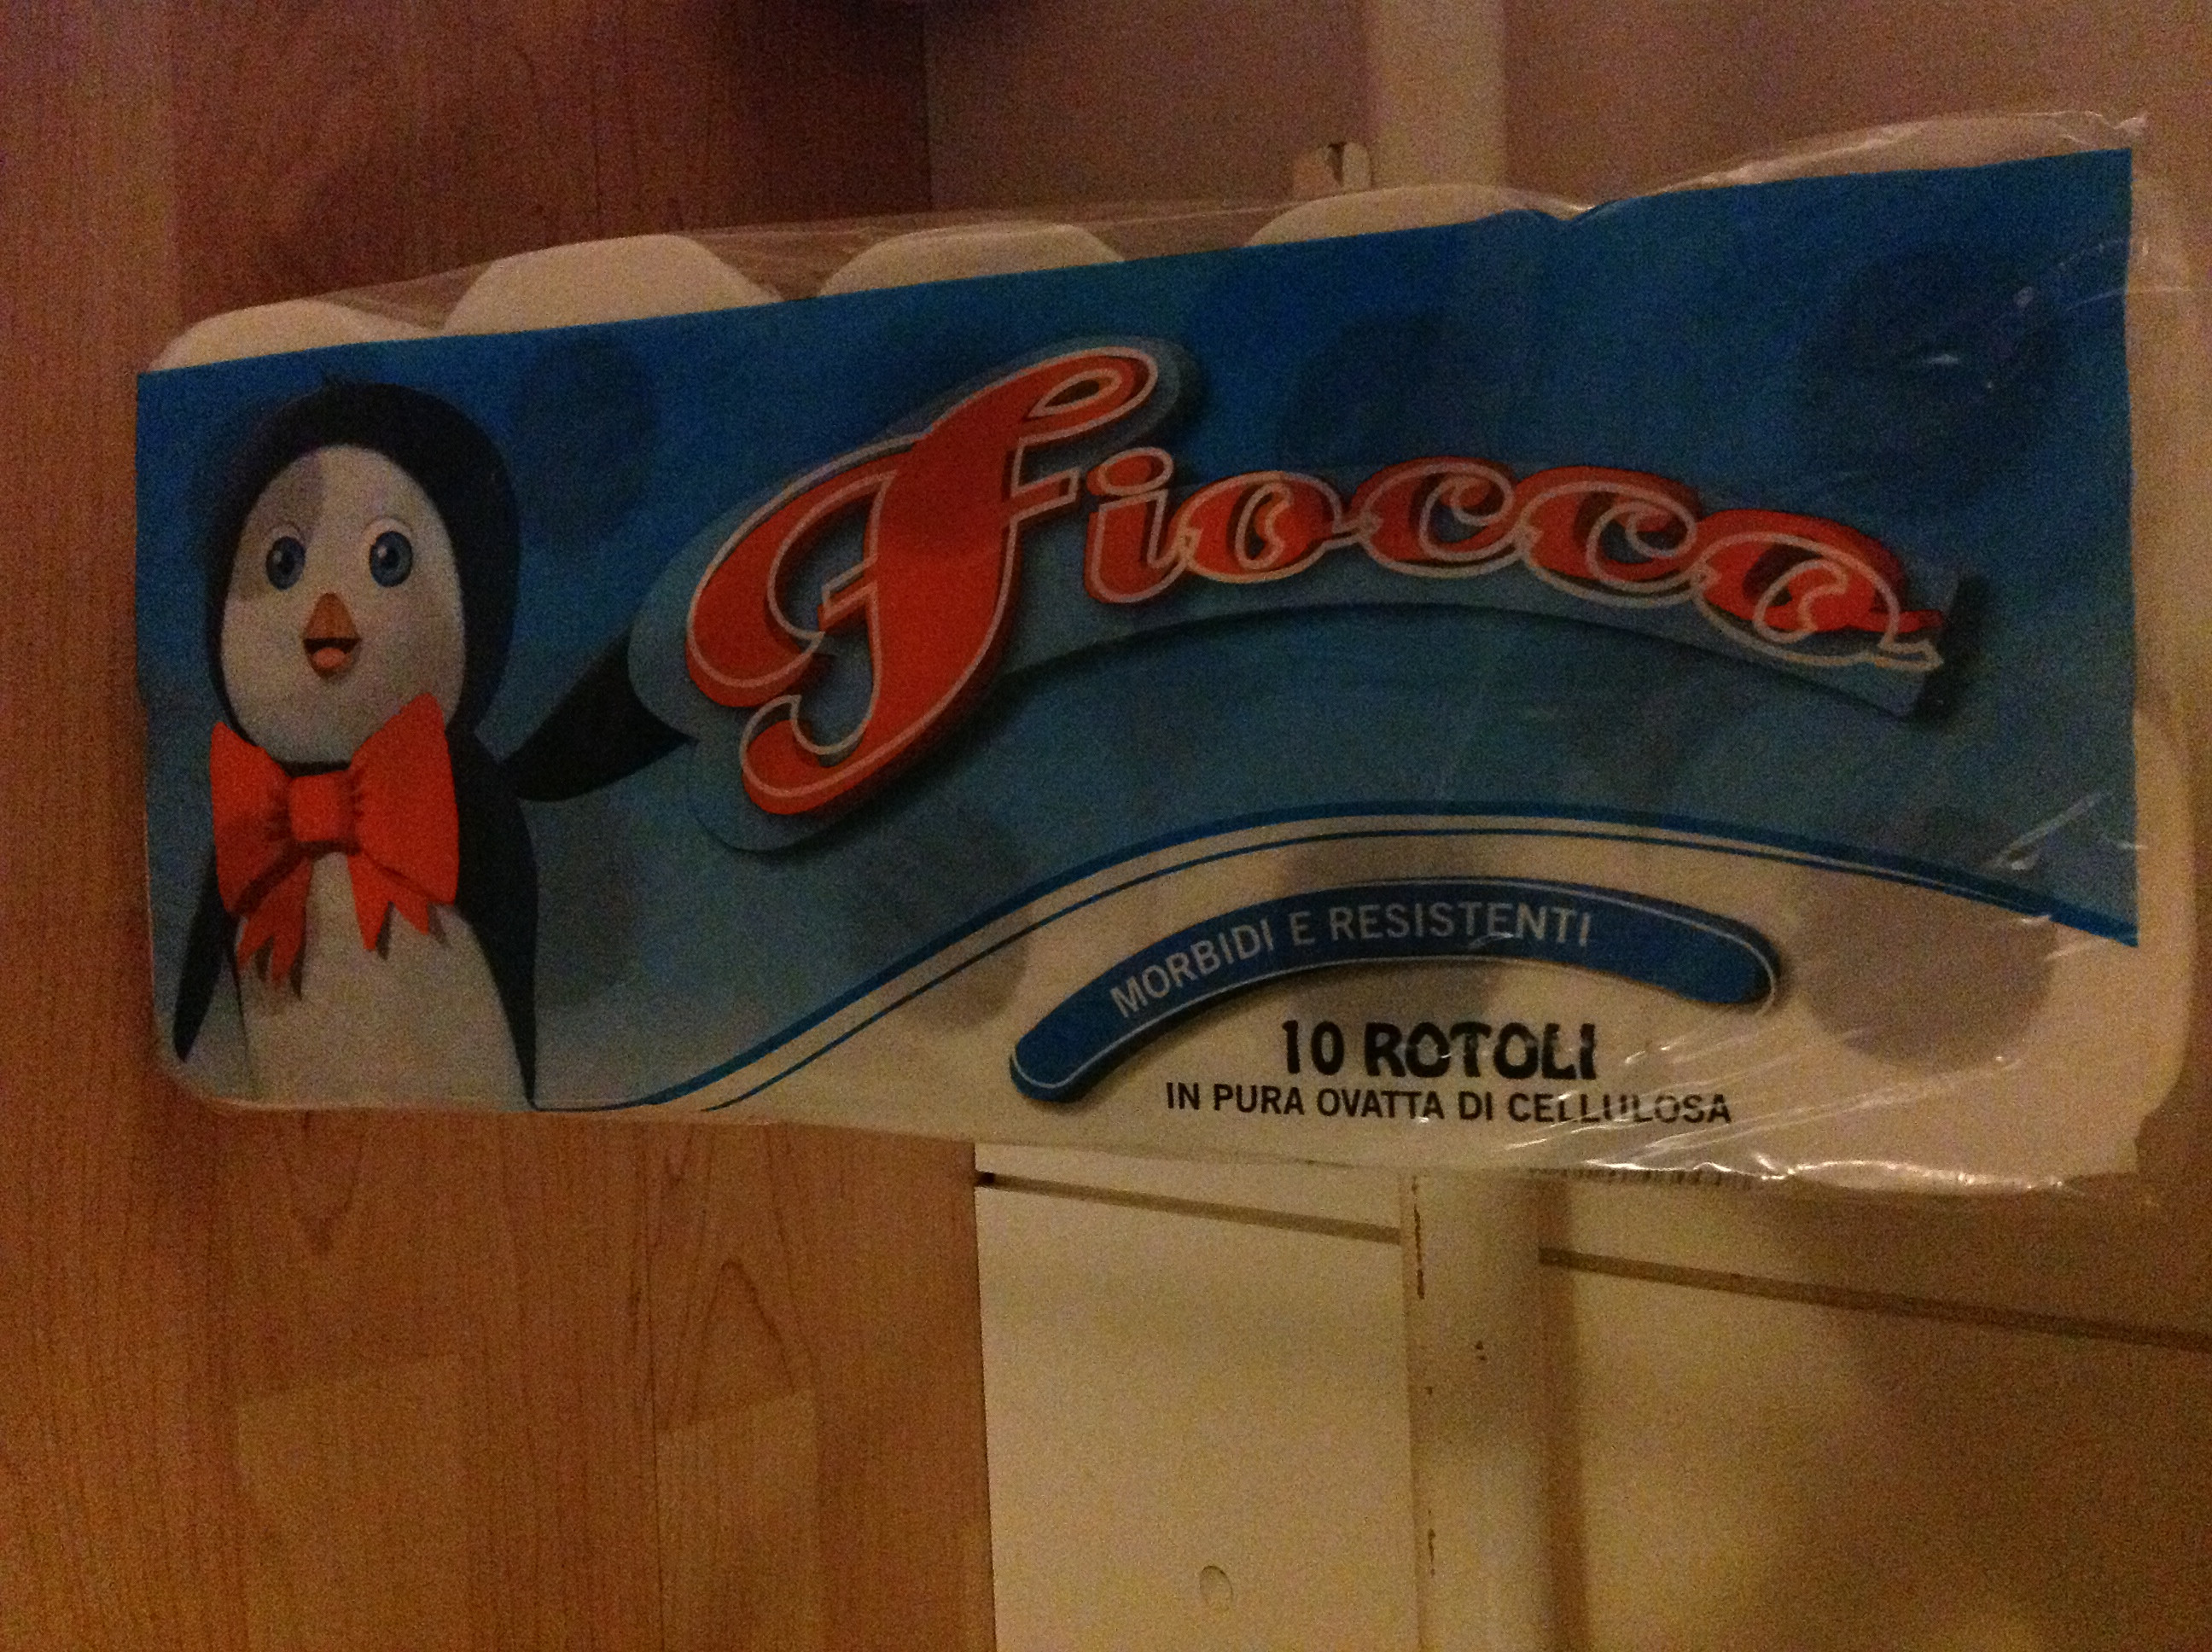 Fiocco
MORBIDI E RESISTENTI
10 ROTOLI
IN PURA OVATTA DI CELLULOSA